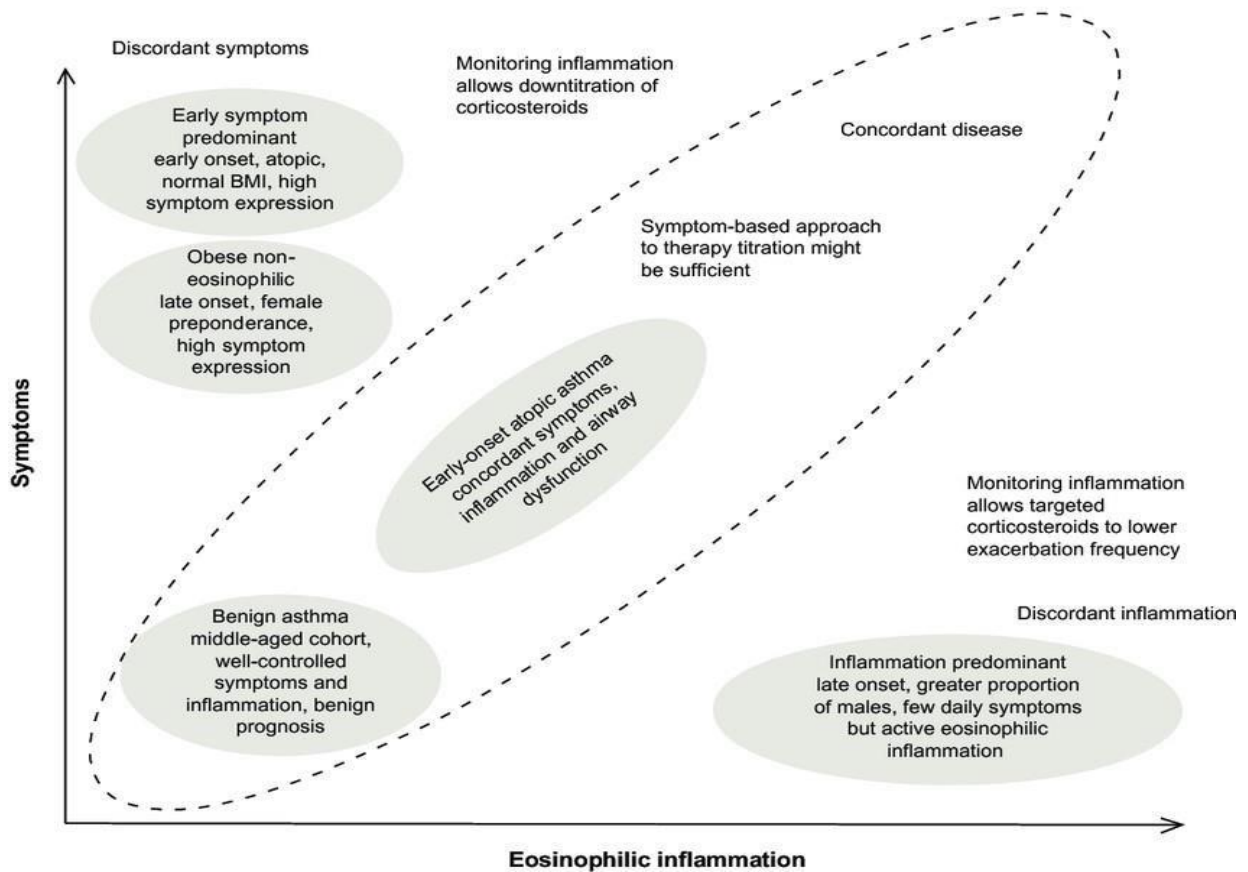 Discordant symptoms
Early symptom
predominant
early onset, atopic,
normal BMI, high
symptom expression
Obese non-
eosinophilic
late onset, female
preponderance,
high symptom
expression
Monitoring inflammation
allows downtitration of
corticosteroids
Concordant disease
Symptom-based approach
to therapy titration might
be sufficient
Early-onset atopic asthma
concordant symptoms,
inflammation and airway
dysfunction
Benign asthma
middle-aged cohort,
well-controlled
symptoms and
inflammation, benign
prognosis
Monitoring inflammation
allows targeted
corticosteroids to lower
exacerbation frequency
Discordant inflammation
Inflammation predominant
late onset, greater proportion
of males, few daily symptoms
but active eosinophilic
inflammation
Symptoms
Eosinophilic inflammation